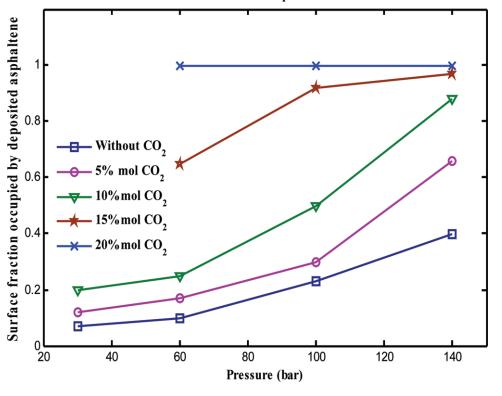 Surface fraction occupied by deposited asphaltene
1
0.8
0.6
0.4
0.2
0
Without CO2
5% mol CO2
10%mol CO2
15%mol CO2
20%mol CO2
20 40 60 80 100 120 140
Pressure (bar)